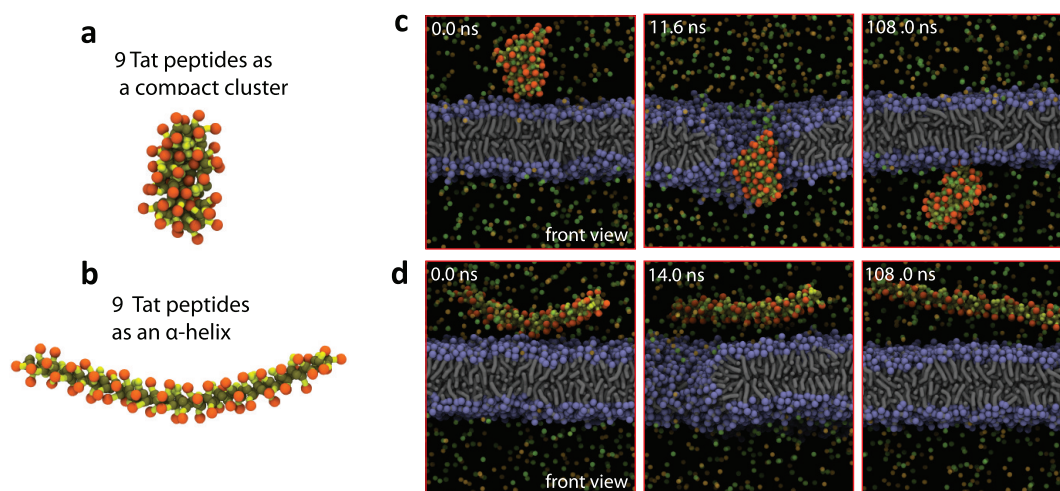 a
9 Tat peptides as
a compact cluster
b
9 Tat peptides
as an α-helix
c
0.0 ns
11.6 ns
108 .0 ns
front view
d
0.0 ns
14.0 ns
108 .0 ns
front view